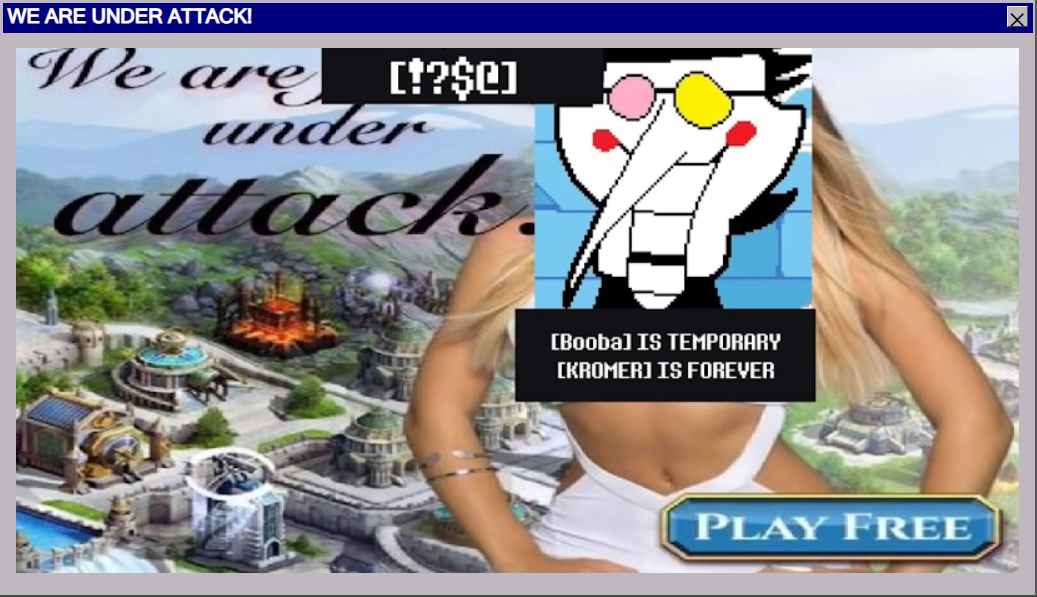 WE ARE UNDER ATTACK!
We are
under
attack.
[!?$@]
[Booba] IS TEMPORARY
[KROMER] IS FOREVER
PLAY FREE